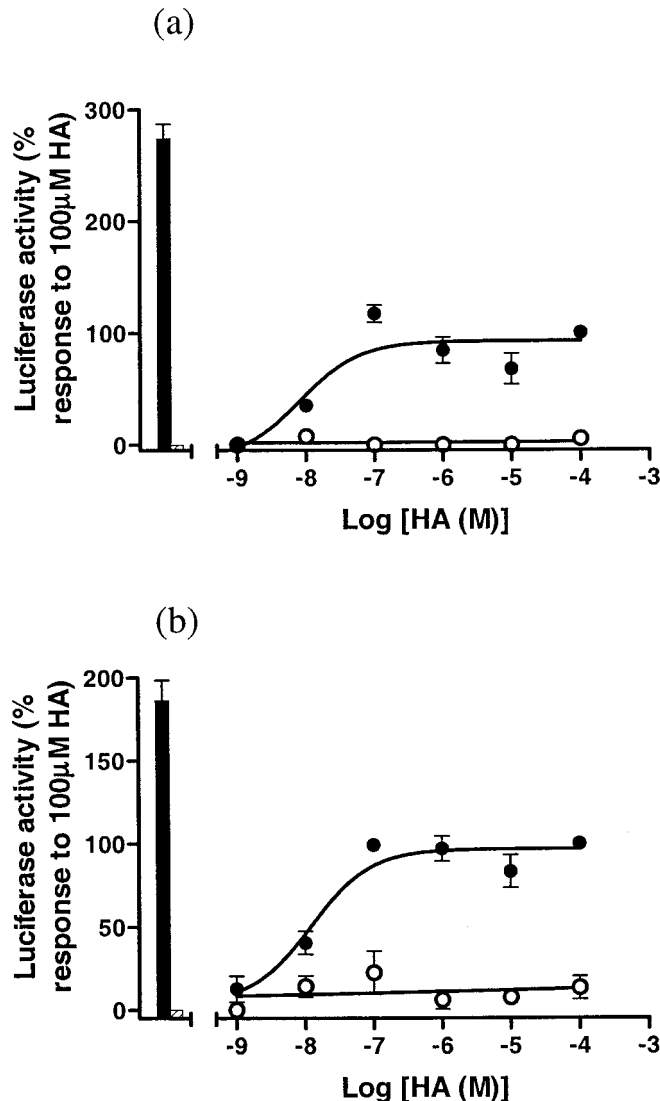 (a)
Luciferase activity (%
response to 100μM HA)
300
200
100
0
-9 -8 -7 -6 -5 -4 -3
Log [HA (M)]
(b)
Luciferase activity (%
response to 100μM HA)
200
150
100
50
0
-9 -8 -7 -6 -5 -4 -3
Log [HA (M)]